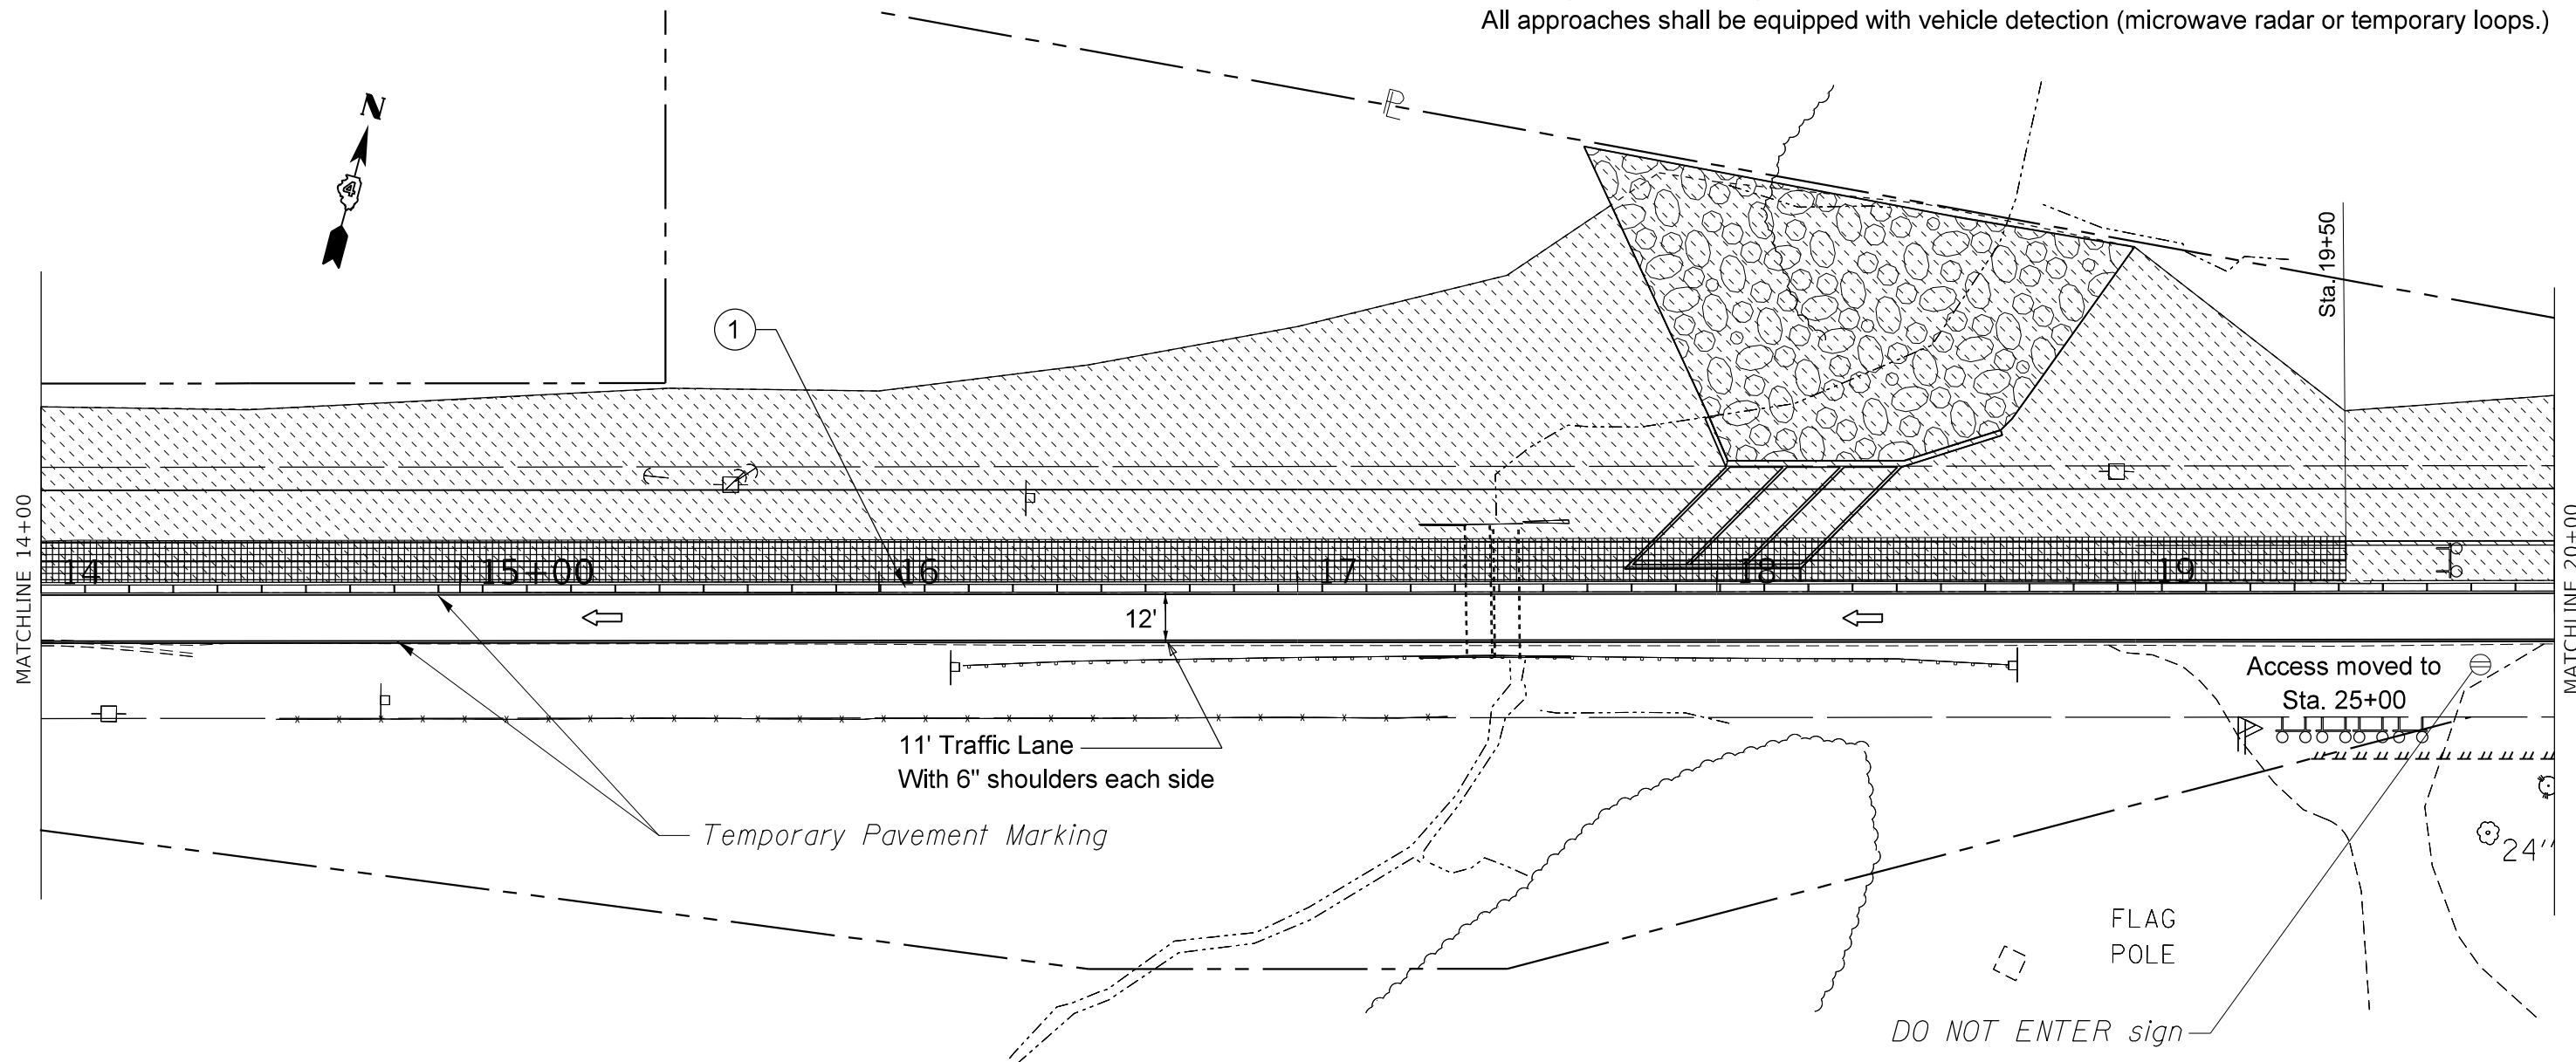 All approaches shall be equipped with vehicle detection (microwave radar or temporary loops.)
N
4
PL
1
Sta. 19+50
MATCHLINE 14+00
14
15+00
16
17
18
19
MATCHLINE 20+00
12'
Access moved to
Sta. 25+00
11' Traffic Lane
With 6" shoulders each side
Temporary Pavement Marking
24"
FLAG
POLE
DO NOT ENTER sign